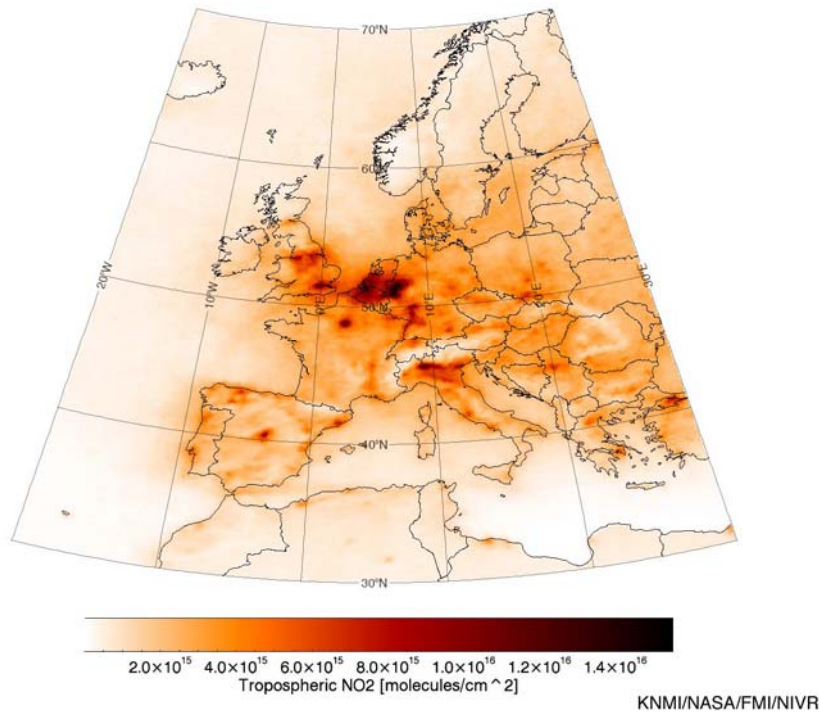 70°N
60°N
20°W
10°W
0°E
50°N
10°E
20°E
30°E
40°N
30°N
2.0×10¹⁵ 4.0×10¹⁵ 6.0×10¹⁵ 8.0×10¹⁵ 1.0×10¹⁶ 1.2×10¹⁶ 1.4×10¹⁶
Tropospheric NO2 [molecules/cm^2]
KNMI/NASA/FMI/NIVR